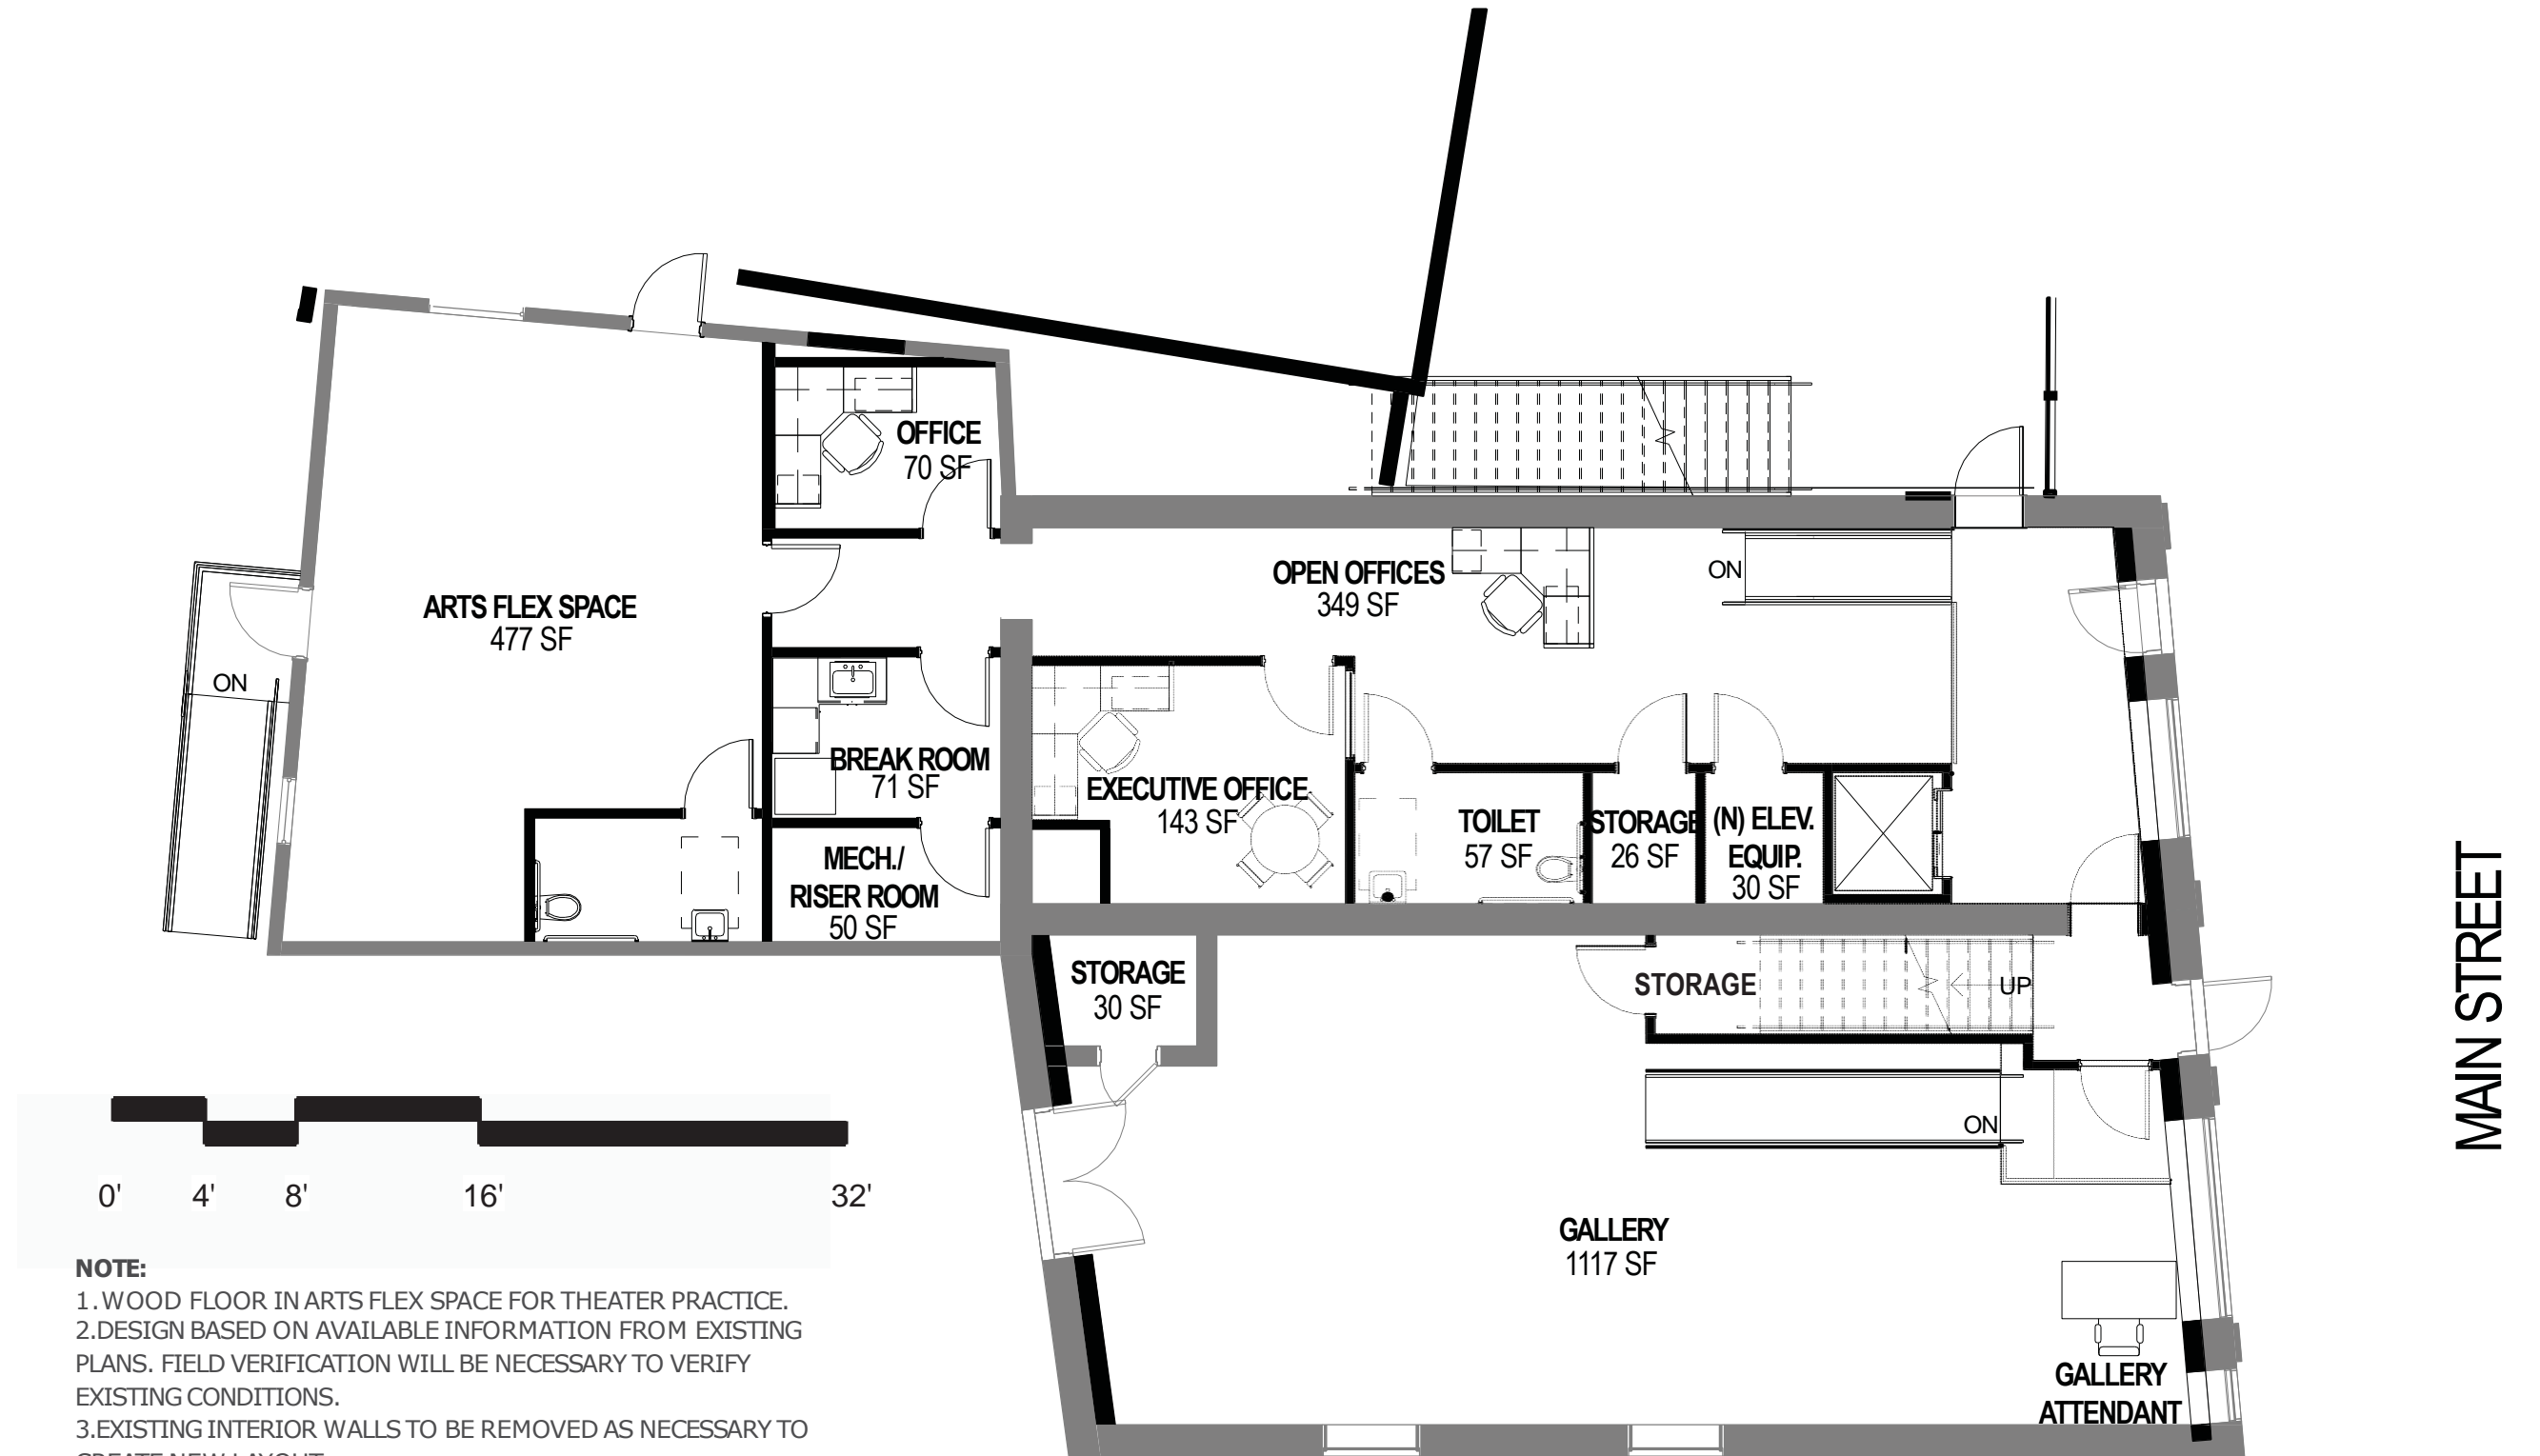 OFFICE
70 SF
ARTS FLEX SPACE
477 SF
OPEN OFFICES
349 SF
ON
ON
BREAK ROOM
71 SF
EXECUTIVE OFFICE
143 SF
TOILET
57 SF
STORAGE
26 SF
(N) ELEV.
EQUIP.
30 SF
MECH./
RISER ROOM
50 SF
STORAGE
30 SF
STORAGE
UP
ON
MAIN STREET
GALLERY
1117 SF
GALLERY
ATTENDANT
0' 4' 8' 16' 32'
NOTE:
1. WOOD FLOOR IN ARTS FLEX SPACE FOR THEATER PRACTICE.
2.DESIGN BASED ON AVAILABLE INFORMATION FROM EXISTING
PLANS. FIELD VERIFICATION WILL BE NECESSARY TO VERIFY
EXISTING CONDITIONS.
3.EXISTING INTERIOR WALLS TO BE REMOVED AS NECESSARY TO